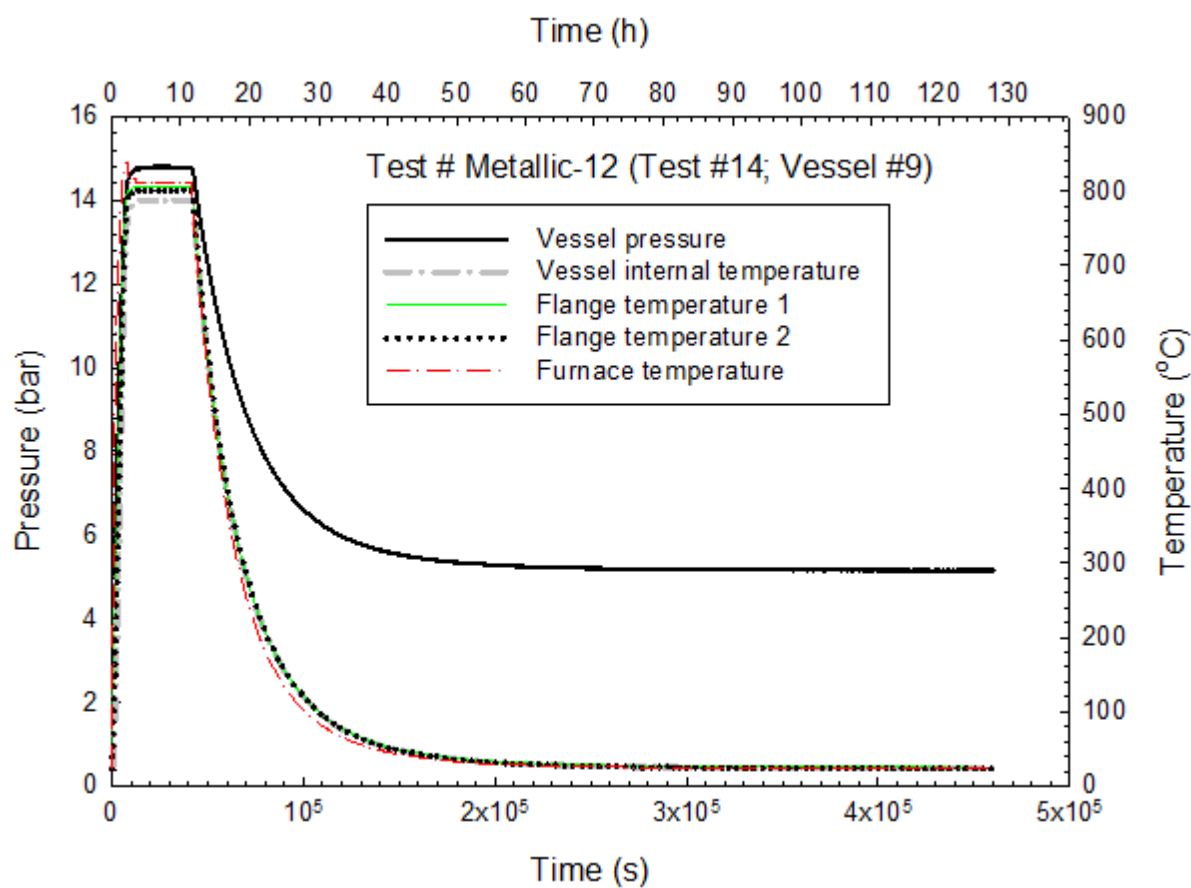 Time (h)
0 10 20 30 40 50 60 70 80 90 100 110 120 130
16 900
Test # Metallic-12 (Test #14; Vessel #9)
14 800
Vessel pressure
Vessel internal temperature
12 700
Flange temperature 1
Flange temperature 2
10 600
Furnace temperature
500
8
400
6
300
4
200
2
100
0 0
Pressure (bar)
Temperature (°C)
0 10⁵ 2x10⁵ 3x10⁵ 4x10⁵ 5x10⁵
Time (s)